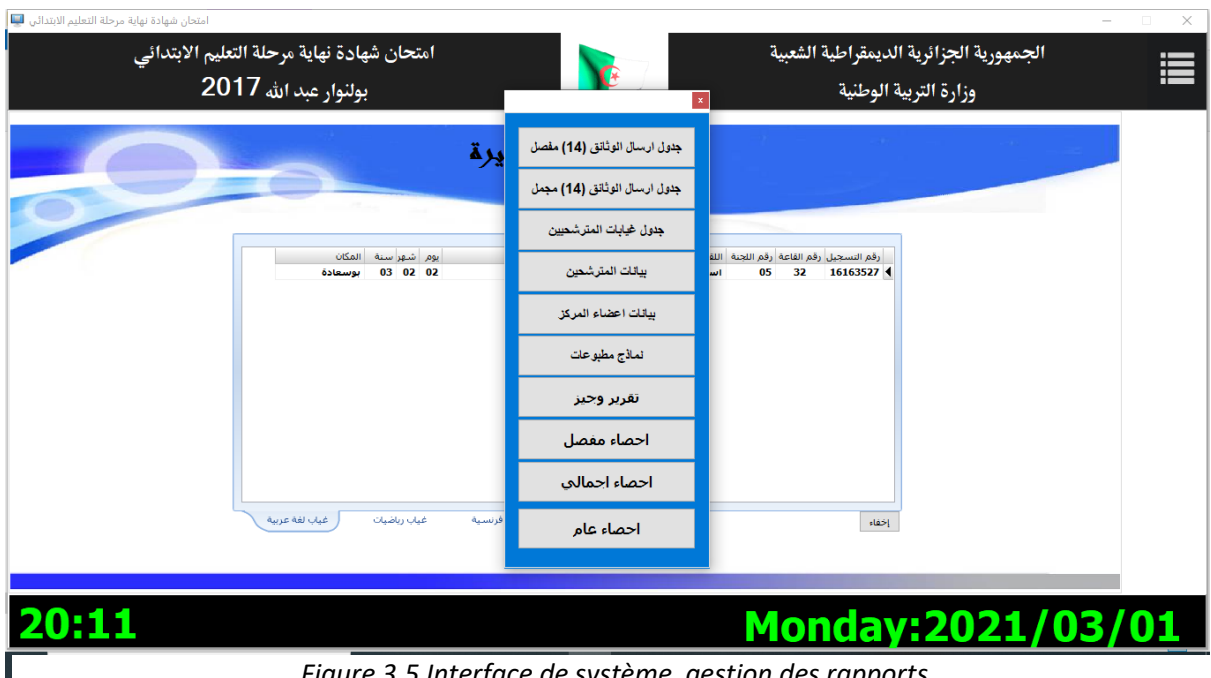 امتحان شهادة نهاية مرحلة التعليم الابتدائي
الجمهورية الجزائرية الديمقراطية الشعبية
وزارة التربية الوطنية
امتحان شهادة نهاية مرحلة التعليم الابتدائي
بولنوار عبد الله 2017
x
جدول ارسال الوثائق (14) مفصل
جدول ارسال الوثائق (14) مجمل
جدول غيابات المترشحيين
بيانات المترشحين
بيانات اعضاء المركز
نماذج مطبوعات
تقرير وجيز
احصاء مفصل
احصاء اجمالي
احصاء عام
رقم التسجيل رقم القاعة رقم اللجنة
يوم شهر سنة المكان
16163527 32 05
02 02 03 بوسعادة
إخفاء
فرنسية
غياب رياضيات
غياب لغة عربية
20:11
Monday:2021/03/01
Figure 3.5 Interface de système gestion des rapports